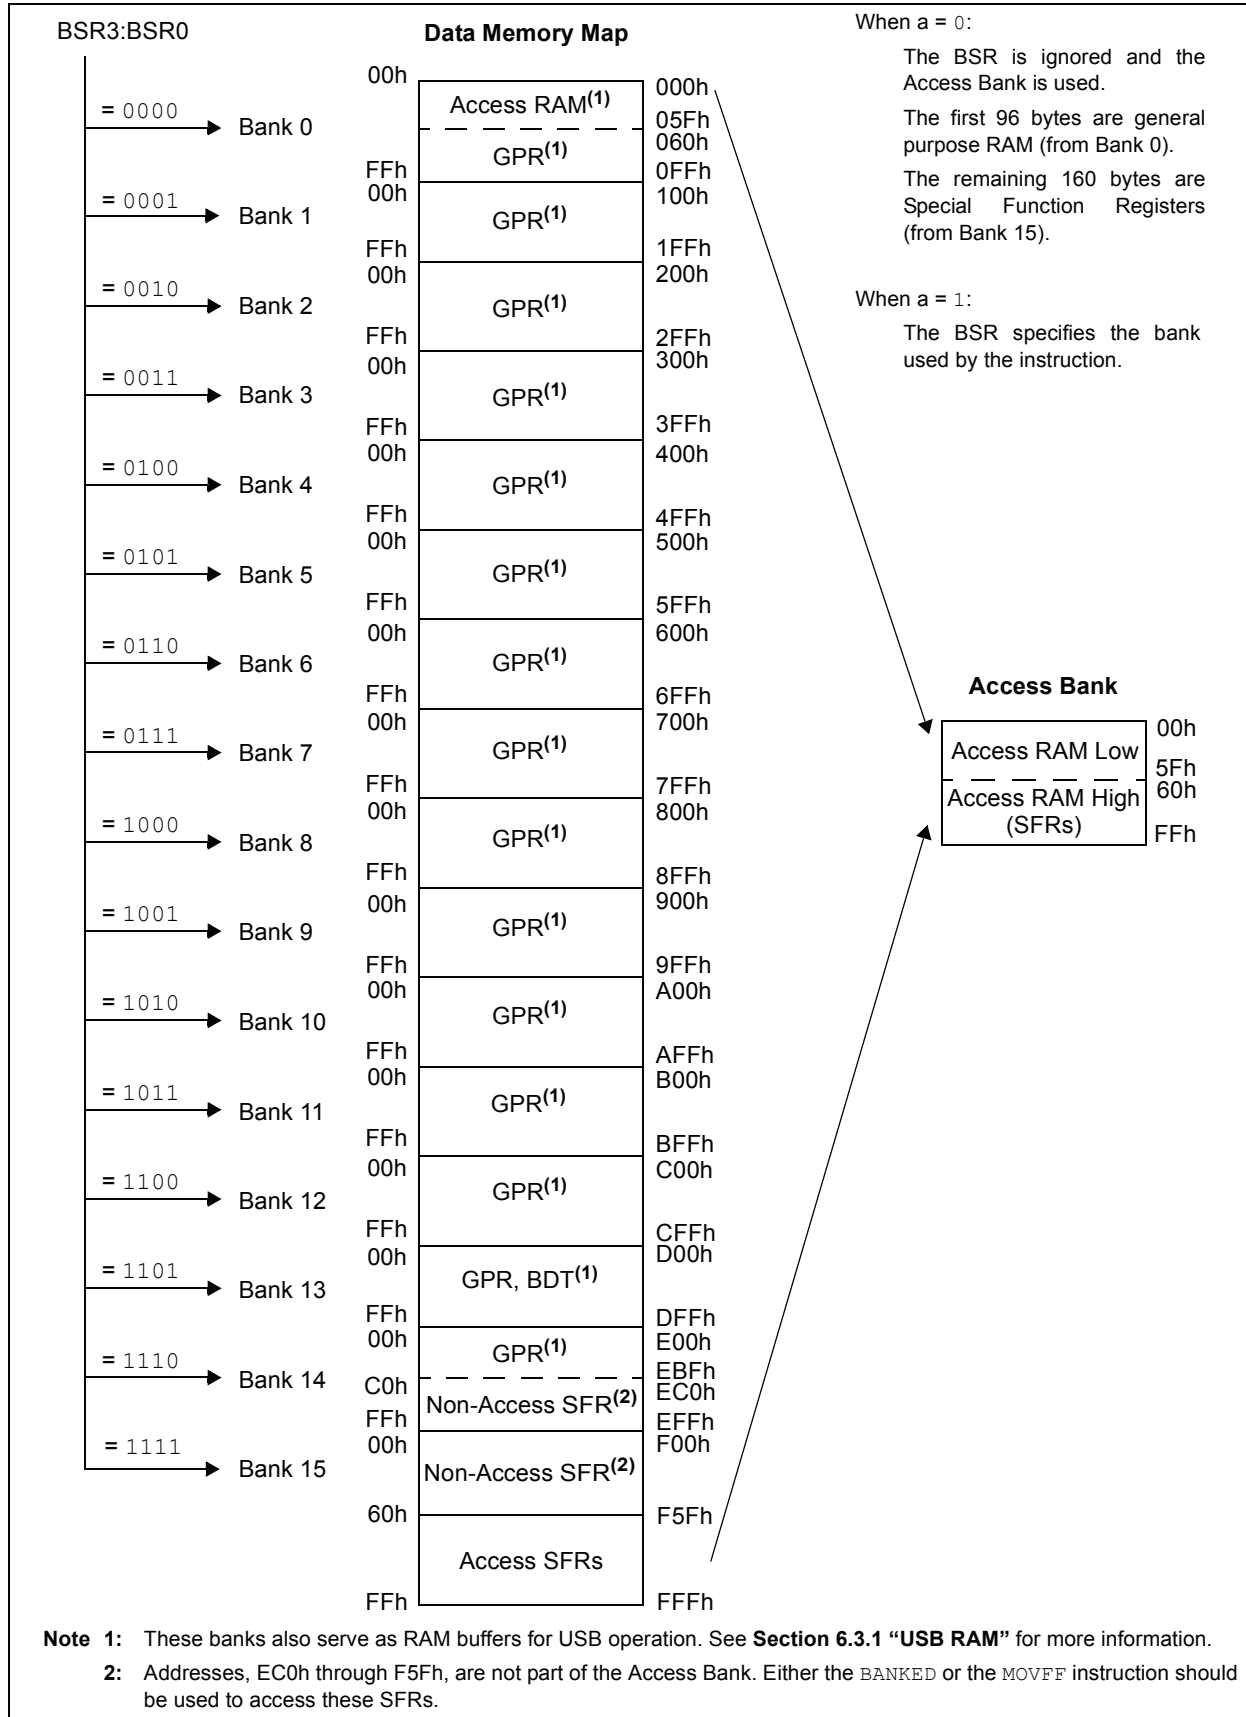 BSR3:BSR0
Data Memory Map
When a = 0:
The BSR is ignored and the
Access Bank is used.
The first 96 bytes are general
purpose RAM (from Bank 0).
The remaining 160 bytes are
Special Function Registers
(from Bank 15).
When a = 1:
The BSR specifies the bank
used by the instruction.
= 0000
Bank 0
00h
Access RAM(1)
000h
05Fh
060h
GPR(1)
FFh
0FFh
= 0001
Bank 1
00h
GPR(1)
100h
FFh
1FFh
= 0010
Bank 2
00h
GPR(1)
200h
FFh
2FFh
= 0011
Bank 3
00h
GPR(1)
300h
FFh
3FFh
= 0100
Bank 4
00h
GPR(1)
400h
FFh
4FFh
= 0101
Bank 5
00h
GPR(1)
500h
FFh
5FFh
= 0110
Bank 6
00h
GPR(1)
600h
FFh
6FFh
= 0111
Bank 7
00h
GPR(1)
700h
FFh
7FFh
= 1000
Bank 8
00h
GPR(1)
800h
FFh
8FFh
= 1001
Bank 9
00h
GPR(1)
900h
FFh
9FFh
= 1010
Bank 10
00h
GPR(1)
A00h
FFh
AFFh
= 1011
Bank 11
00h
GPR(1)
B00h
FFh
BFFh
= 1100
Bank 12
00h
GPR(1)
C00h
FFh
CFFh
= 1101
Bank 13
00h
GPR, BDT(1)
D00h
FFh
DFFh
= 1110
Bank 14
00h
GPR(1)
E00h
EBFh
C0h
EC0h
Non-Access SFR(2)
FFh
EFFh
= 1111
Bank 15
00h
F00h
Non-Access SFR(2)
60h
F5Fh
Access SFRs
FFh
FFFh
Access Bank
Access RAM Low
00h
5Fh
Access RAM High
(SFRs)
60h
FFh
Note 1: These banks also serve as RAM buffers for USB operation. See Section 6.3.1 “USB RAM” for more information.
2: Addresses, EC0h through F5Fh, are not part of the Access Bank. Either the BANKED or the MOVFF instruction should
be used to access these SFRs.